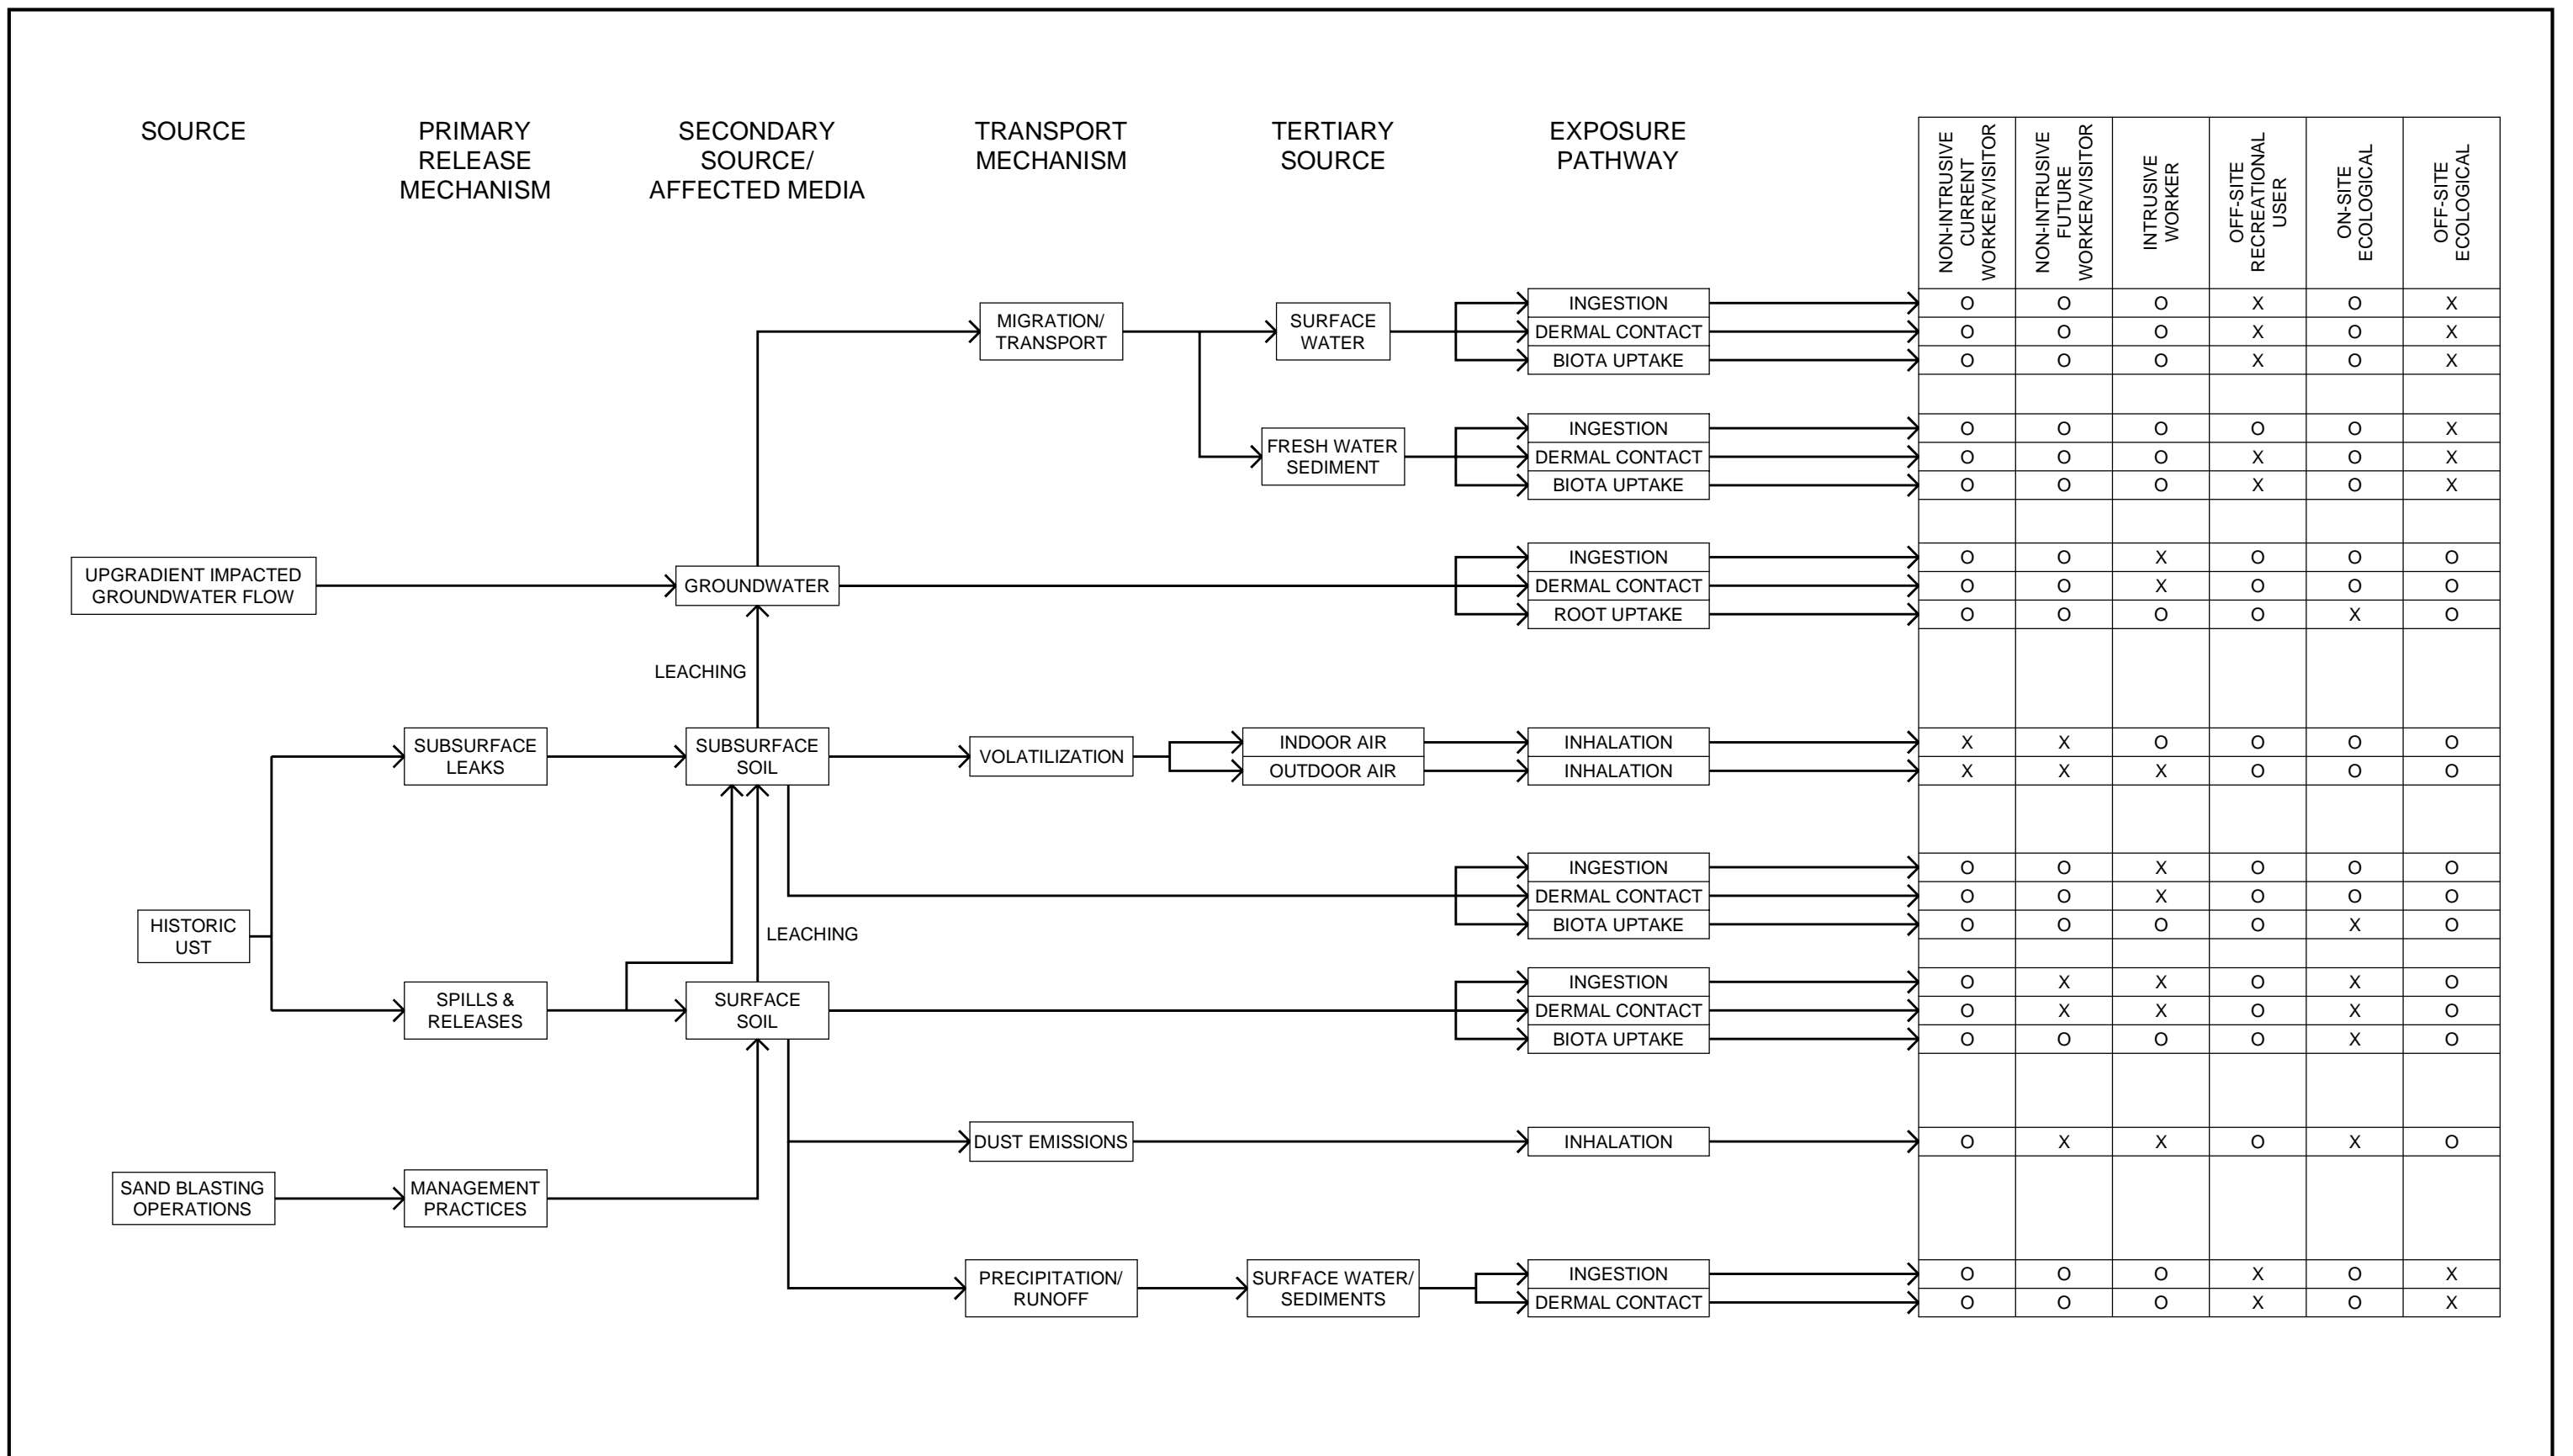 SOURCE
PRIMARY
RELEASE
MECHANISM
SECONDARY
SOURCE/
AFFECTED MEDIA
TRANSPORT
MECHANISM
TERTIARY
SOURCE
EXPOSURE
PATHWAY
NON-INTRUSIVE
CURRENT
WORKER/VISITOR
NON-INTRUSIVE
FUTURE
WORKER/VISITOR
INTRUSIVE
WORKER
OFF-SITE
RECREATIONAL
USER
ON-SITE
ECOLOGICAL
OFF-SITE
ECOLOGICAL
MIGRATION/
TRANSPORT
SURFACE
WATER
INGESTION O O O X O X
DERMAL CONTACT O O O X O X
BIOTA UPTAKE O O O X O X
FRESH WATER
SEDIMENT
INGESTION O O O O O X
DERMAL CONTACT O O O X O X
BIOTA UPTAKE O O O X O X
UPGRADIENT IMPACTED
GROUNDWATER FLOW
GROUNDWATER
INGESTION O O X O O O
DERMAL CONTACT O O X O O O
ROOT UPTAKE O O O O X O
LEACHING
SUBSURFACE
LEAKS
SUBSURFACE
SOIL
VOLATILIZATION
INDOOR AIR INHALATION X X O O O O
OUTDOOR AIR INHALATION X X X O O O
INGESTION O O X O O O
DERMAL CONTACT O O X O O O
BIOTA UPTAKE O O O O X O
HISTORIC
UST
LEACHING
SPILLS &
RELEASES
SURFACE
SOIL
INGESTION O X X O X O
DERMAL CONTACT O X X O X O
BIOTA UPTAKE O O O O X O
DUST EMISSIONS INHALATION O X X O X O
SAND BLASTING
OPERATIONS
MANAGEMENT
PRACTICES
PRECIPITATION/
RUNOFF
SURFACE WATER/
SEDIMENTS
INGESTION O O O X O X
DERMAL CONTACT O O O X O X